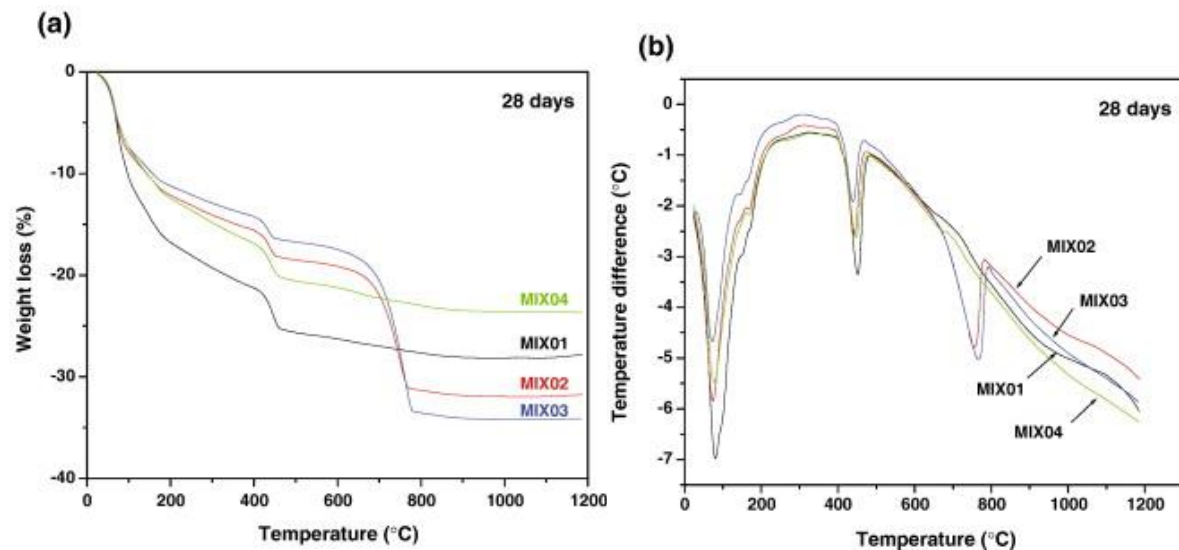 (a)
28 days
0
-10
-20
-30
-40
Weight loss (%)
MIX04
MIX01
MIX02
MIX03
0 200 400 600 800 1000 1200
Temperature (°C)
(b)
28 days
0
-1
-2
-3
-4
-5
-6
-7
Temperature difference (°C)
MIX02
MIX03
MIX01
MIX04
0 200 400 600 800 1000 1200
Temperature (°C)